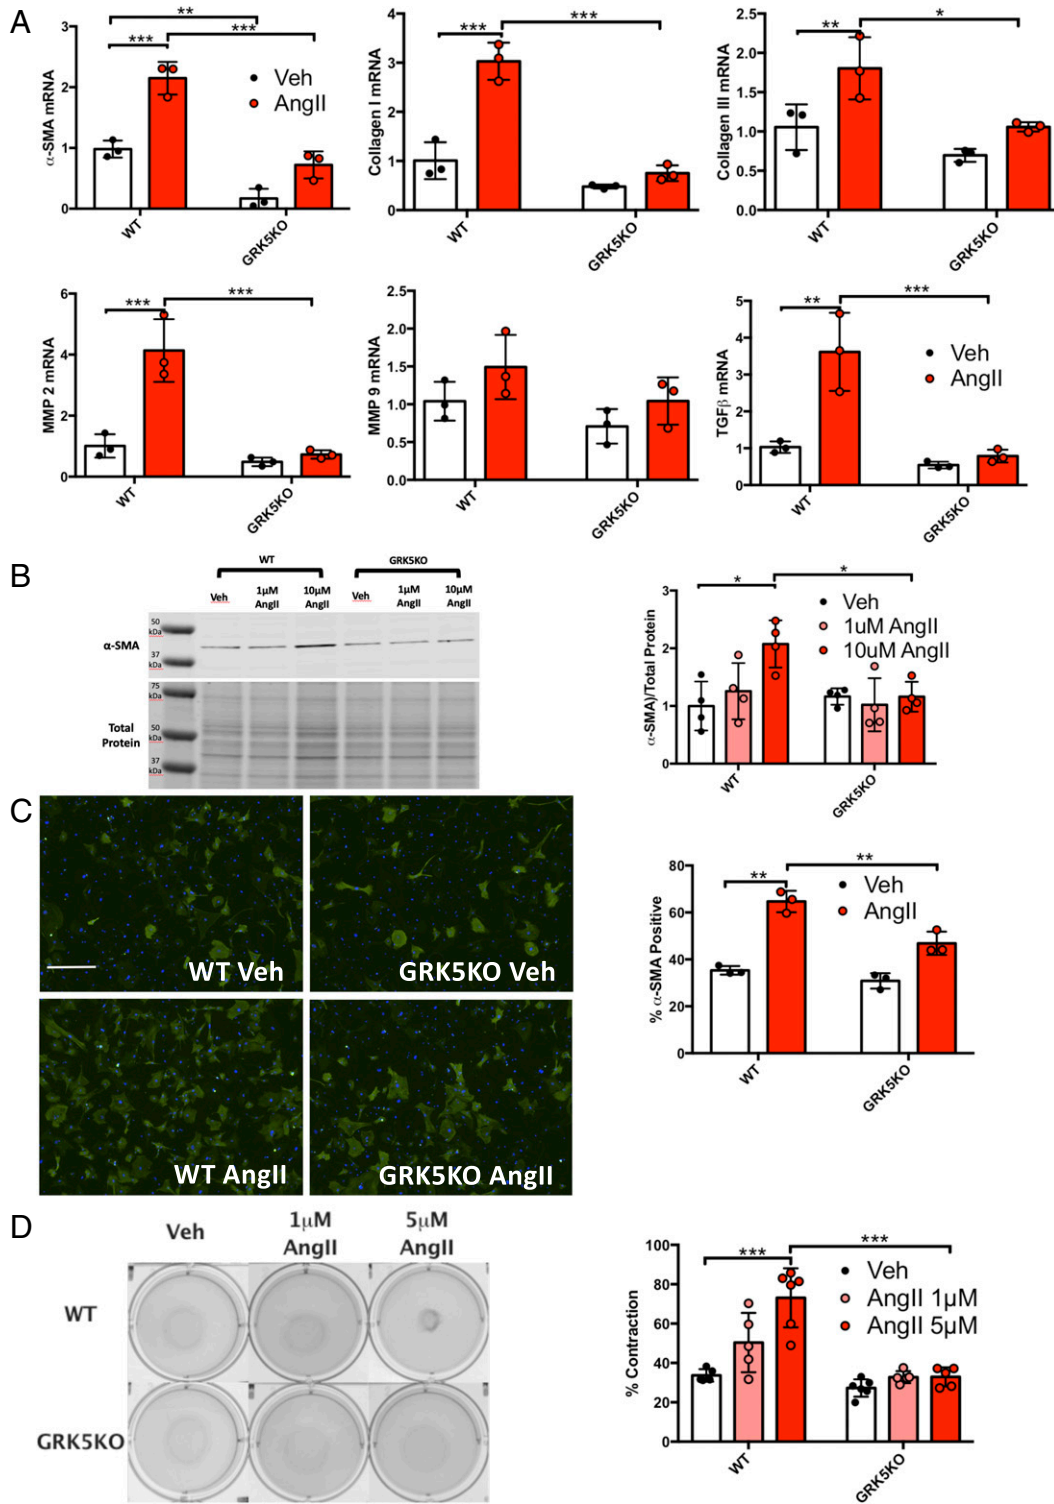 A
α-SMA mRNA
3
2
1
0
**
***
***
Veh
AngII
WT
GRK5KO
Collagen I mRNA
4
3
2
1
0
***
***
WT
GRK5KO
Collagen III mRNA
2.5
2.0
1.5
1.0
0.5
0.0
**
*
WT
GRK5KO
MMP 2 mRNA
6
4
2
0
***
***
WT
GRK5KO
MMP 9 mRNA
2.5
2.0
1.5
1.0
0.5
0.0
WT
GRK5KO
TGFβ mRNA
5
4
3
2
1
0
**
***
Veh
AngII
WT
GRK5KO
B
WT
GRK5KO
Veh
1μM
AngII
10μM
AngII
Veh
1μM
AngII
10μM
AngII
α-SMA
50
kDa
37
kDa
Total
Protein
75
kDa
50
kDa
37
kDa
α-SMA)/Total Protein
3
2
1
0
*
*
Veh
1uM AngII
10uM AngII
WT
GRK5KO
C
WT Veh
GRK5KO Veh
WT AngII
GRK5KO AngII
% α-SMA Positive
80
60
40
20
0
**
**
Veh
AngII
WT
GRK5KO
D
Veh
1μM
AngII
5μM
AngII
WT
GRK5KO
% Contraction
100
80
60
40
20
0
***
***
Veh
AngII 1μM
AngII 5μM
WT
GRK5KO